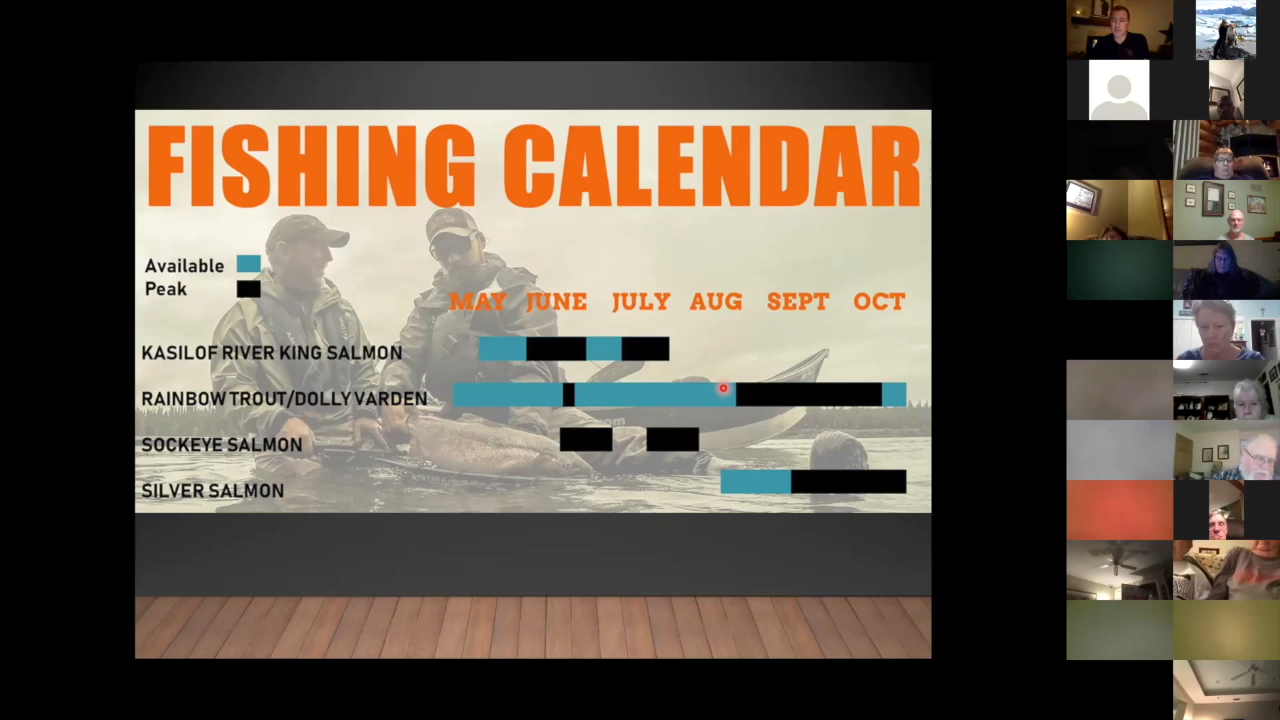 FISHING CALENDAR
Available
Peak
MAY JUNE JULY AUG SEPT OCT
KASILOF RIVER KING SALMON
RAINBOW TROUT/DOLLY VARDEN
SOCKEYE SALMON
SILVER SALMON